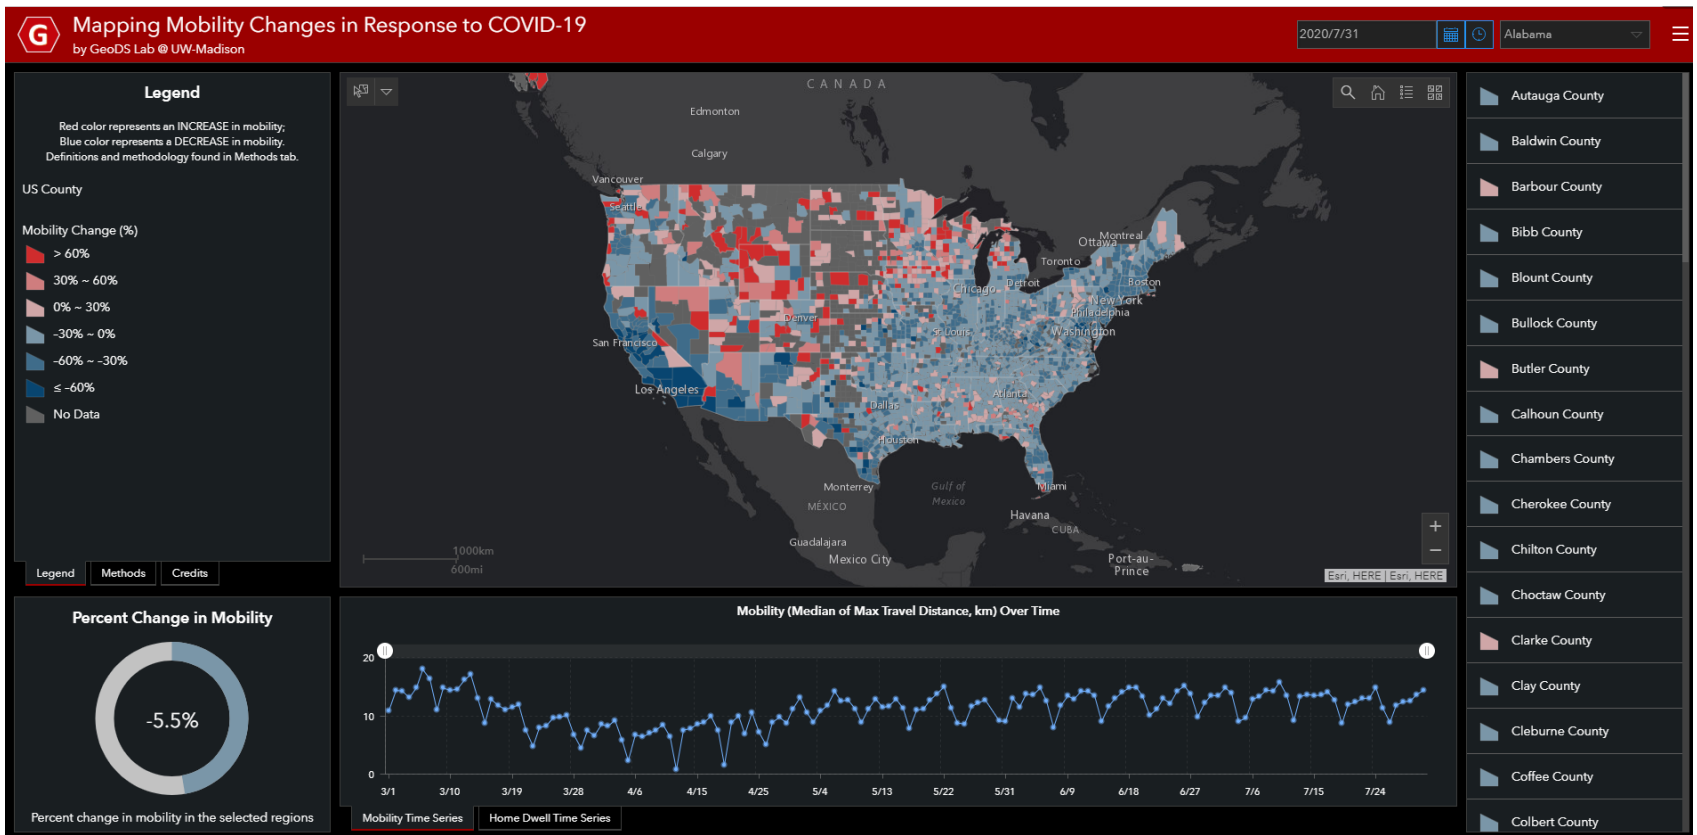 G
Mapping Mobility Changes in Response to COVID-19
by GeoDS Lab @ UW-Madison
2020/7/31
Alabama
Legend
Red color represents an INCREASE in mobility;
Blue color represents a DECREASE in mobility.
Definitions and methodology found in Methods tab.
US County
Mobility Change (%)
> 60%
30% ~ 60%
0% ~ 30%
-30% ~ 0%
-60% ~ -30%
≤ -60%
No Data
Legend
Methods
Credits
CANADA
Edmonton
Calgary
Vancouver
Seattle
Montreal
Ottawa
Toronto
Chicago
Detroit
Boston
New York
Philadelphia
Denver
St Louis
Washington
San Francisco
Los Angeles
Atlanta
Dallas
Houston
Monterrey
Gulf of
Mexico
Miami
MÉXICO
Havana
CUBA
Guadalajara
Mexico City
Port-au-
Prince
1000km
600mi
+
−
Esri, HERE | Esri, HERE
Percent Change in Mobility
-5.5%
Percent change in mobility in the selected regions
Mobility (Median of Max Travel Distance, km) Over Time
20
10
0
3/1
3/10
3/19
3/28
4/6
4/15
4/25
5/4
5/13
5/22
5/31
6/9
6/18
6/27
7/6
7/15
7/24
Mobility Time Series
Home Dwell Time Series
Autauga County
Baldwin County
Barbour County
Bibb County
Blount County
Bullock County
Butler County
Calhoun County
Chambers County
Cherokee County
Chilton County
Choctaw County
Clarke County
Clay County
Cleburne County
Coffee County
Colbert County